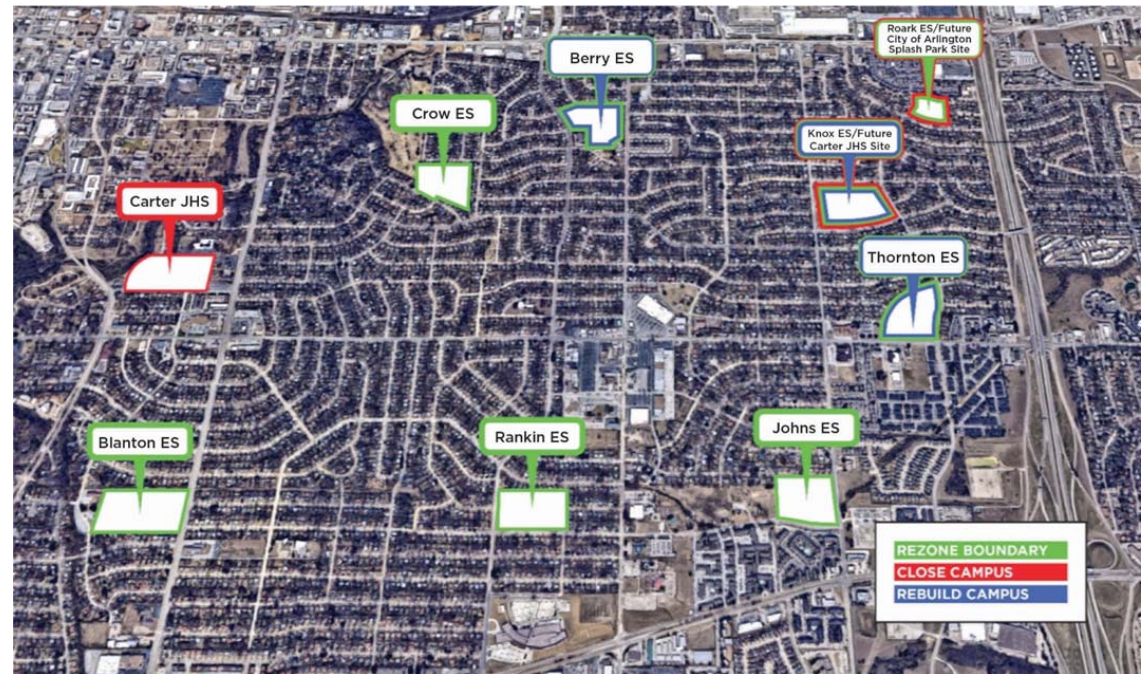 Roark ES/Future
City of Arlington
Splash Park Site
Berry ES
Crow ES
Knox ES/Future
Carter JHS Site
Carter JHS
Thornton ES
Johns ES
Rankin ES
Blanton ES
REZONE BOUNDARY
CLOSE CAMPUS
REBUILD CAMPUS